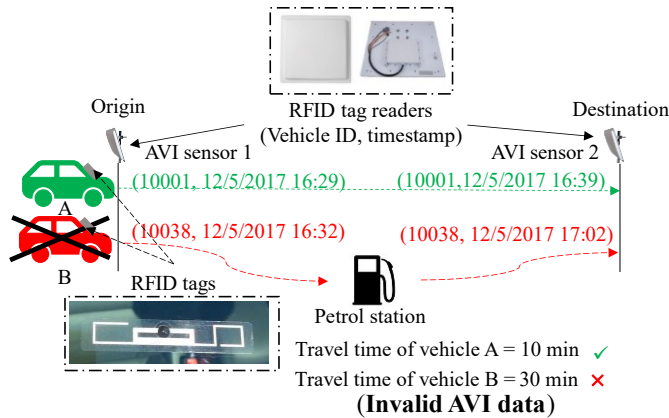 Origin
Destination
RFID tag readers
(Vehicle ID, timestamp)
AVI sensor 1
AVI sensor 2
(10001, 12/5/2017 16:29)
(10001,12/5/2017 16:39)
A
(10038, 12/5/2017 16:32)
(10038, 12/5/2017 17:02)
B
RFID tags
Petrol station
Travel time of vehicle A = 10 min ✓
Travel time of vehicle B = 30 min ×
(Invalid AVI data)